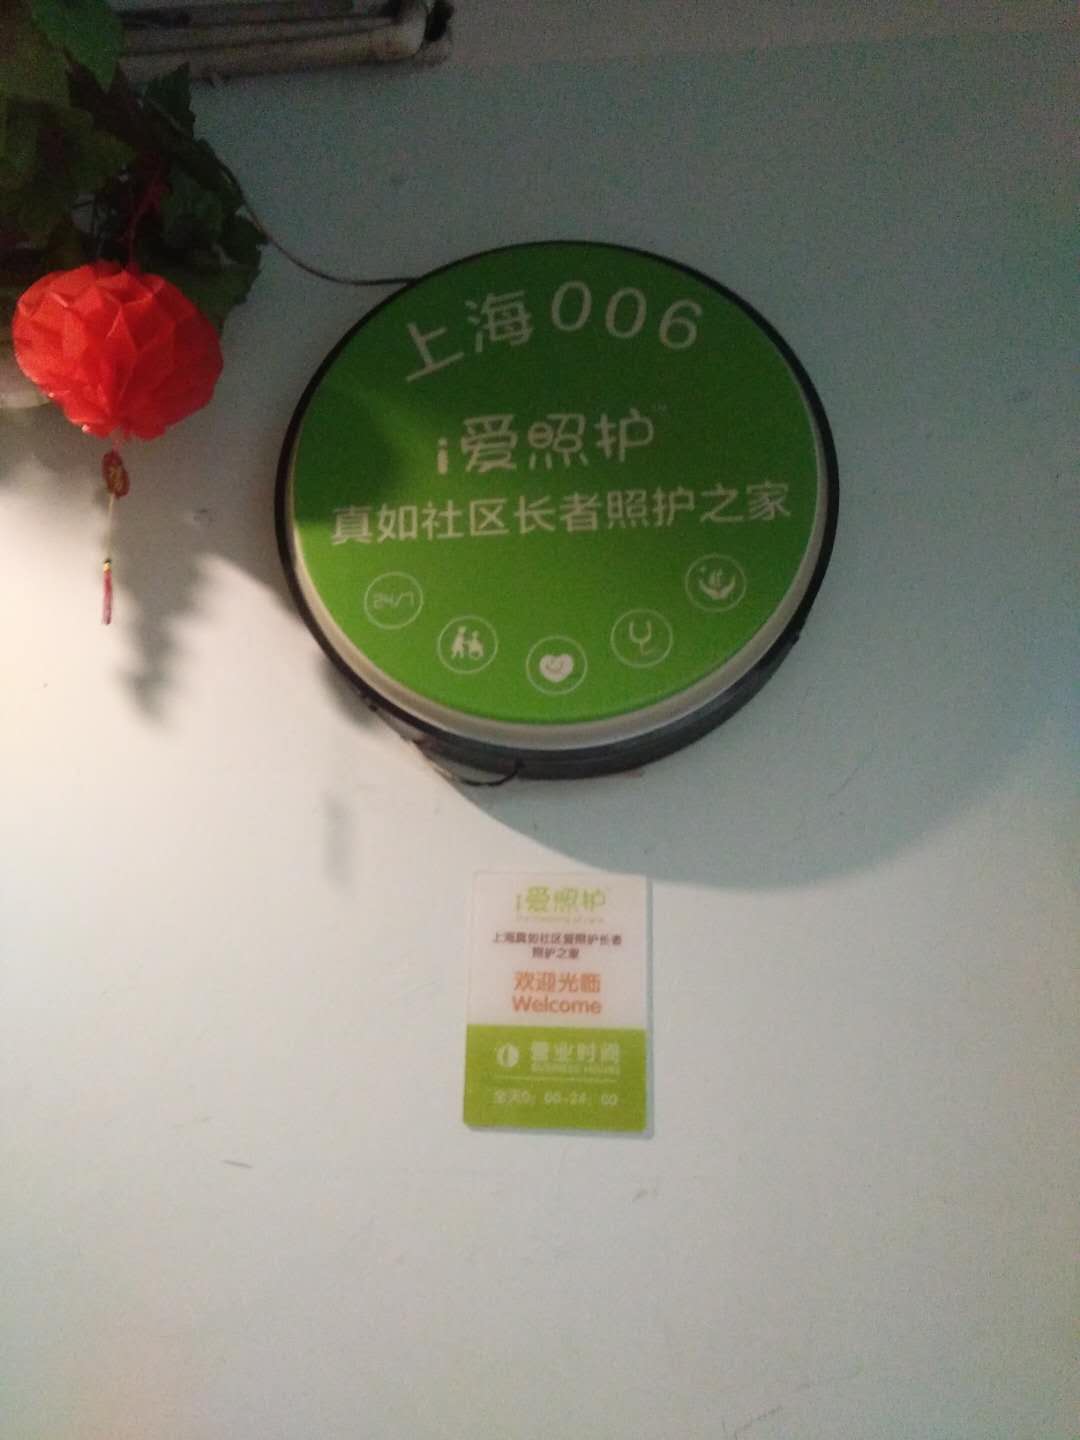 上海006
i爱照护
真如社区长者照护之家
24/7
i爱照护
上海真如社区爱照护长者
照护之家
欢迎光临
Welcome
营业时间
BUSINESS HOURS
全天0：00-24：00